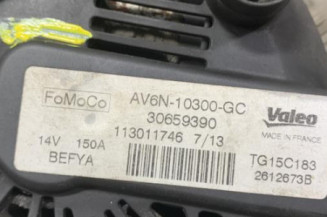 FoMoCo AV6N-10300-GC Valeo
30659390 MADE IN FRANCE
14V 150A 113011746 7/13 TG15C183
BEFYA 2612673B